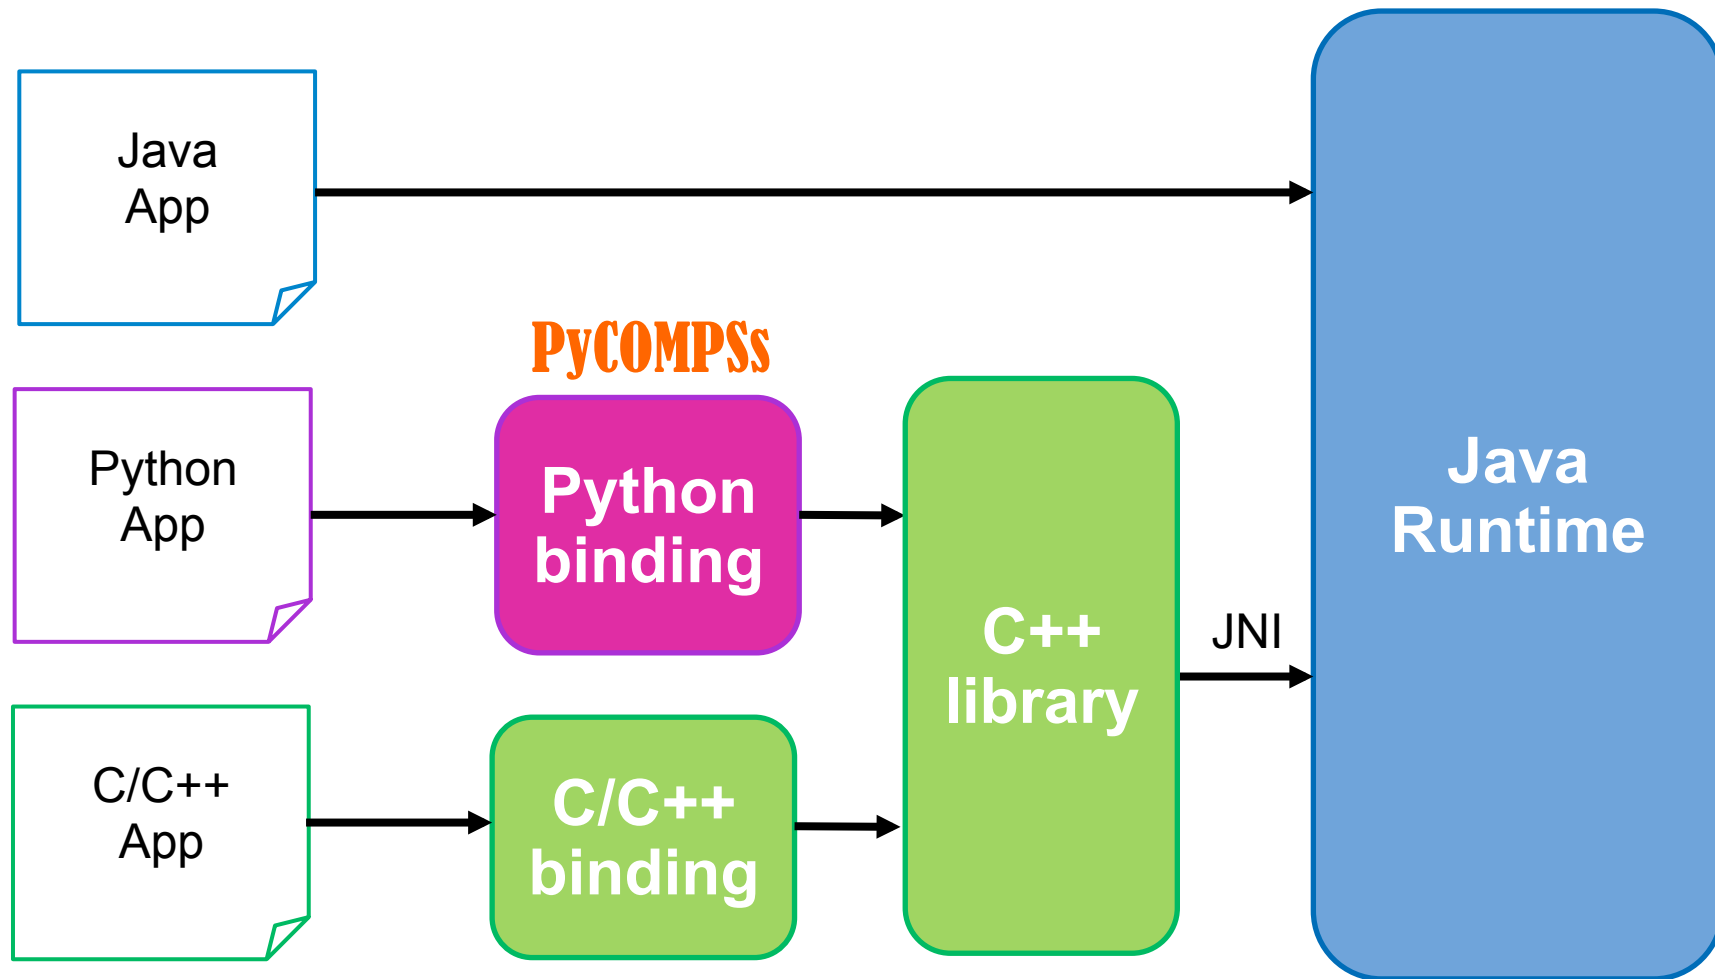 Java
App
PyCOMPSs
Python
App
Python
binding
C/C++
App
C/C++
binding
C++
library
JNI
Java
Runtime